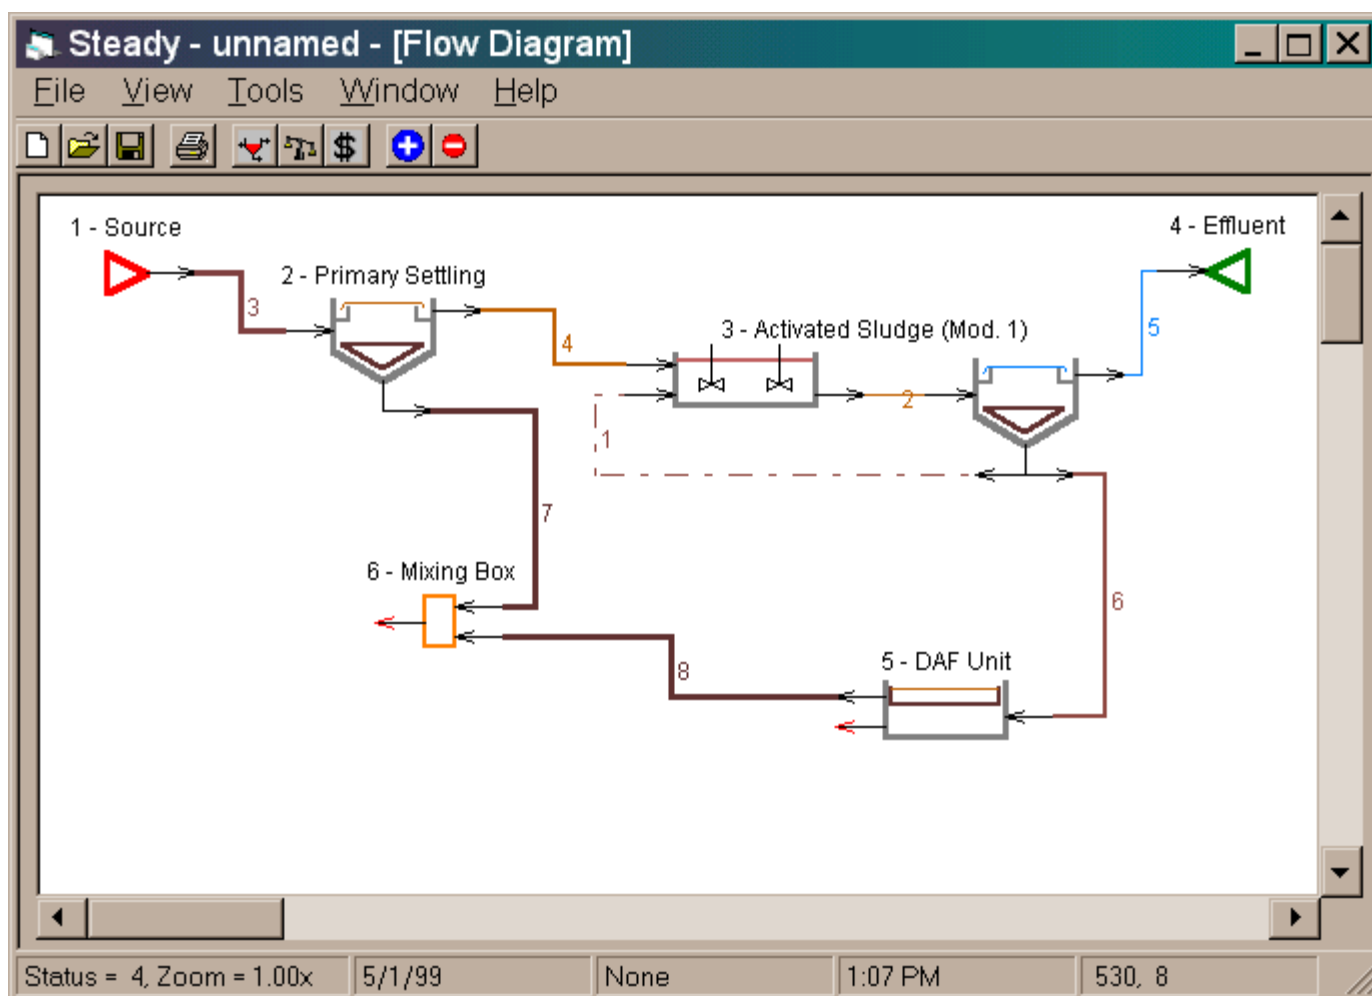 Steady - unnamed - [Flow Diagram]
File View Tools Window Help
$
1 - Source
4 - Effluent
2 - Primary Settling
3
4
3 - Activated Sludge (Mod. 1)
5
2
1
7
6 - Mixing Box
6
5 - DAF Unit
8
Status = 4, Zoom = 1.00x 5/1/99 None 1:07 PM 530, 8